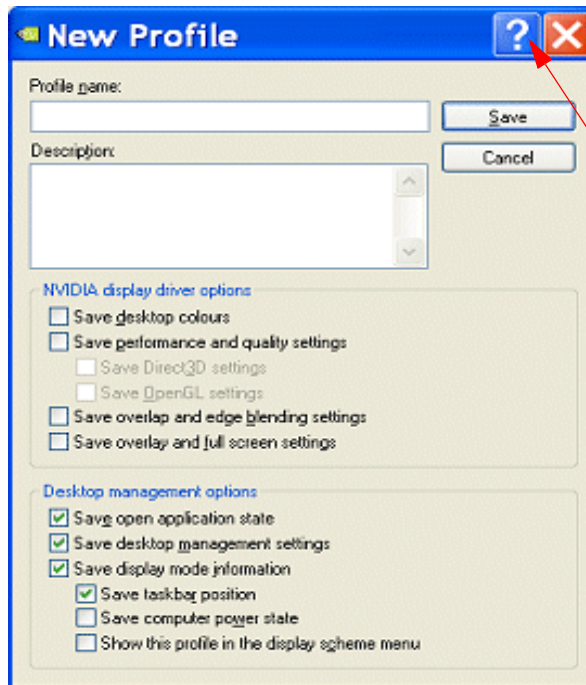 New Profile
?
Profile name:
Save
Description:
Cancel
NVIDIA display driver options
Save desktop colours
Save performance and quality settings
Save Direct3D settings
Save OpenGL settings
Save overlap and edge blending settings
Save overlay and full screen settings
Desktop management options
Save open application state
Save desktop management settings
Save display mode information
Save taskbar position
Save computer power state
Show this profile in the display scheme menu